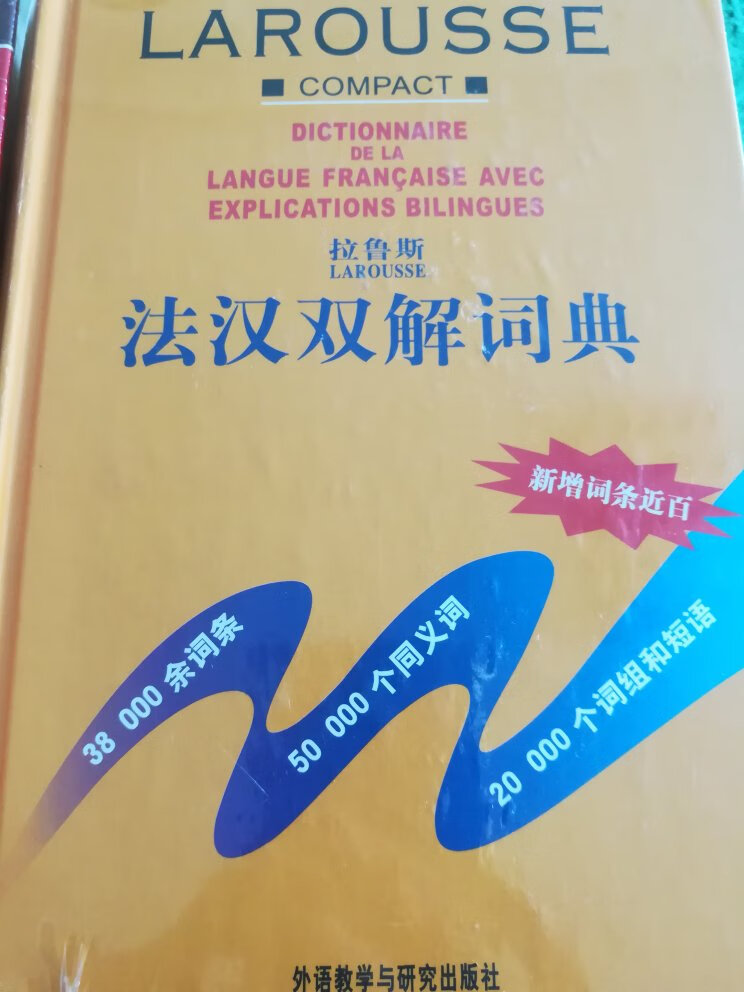 LAROUSSE
COMPACT
DICTIONNAIRE
DE LA
LANGUE FRANÇAISE AVEC
EXPLICATIONS BILINGUES
拉鲁斯
LAROUSSE
法汉双解词典
新增词条近百
38 000 余词条
50 000 个同义词
20 000 个词组和短语
外语教学与研究出版社